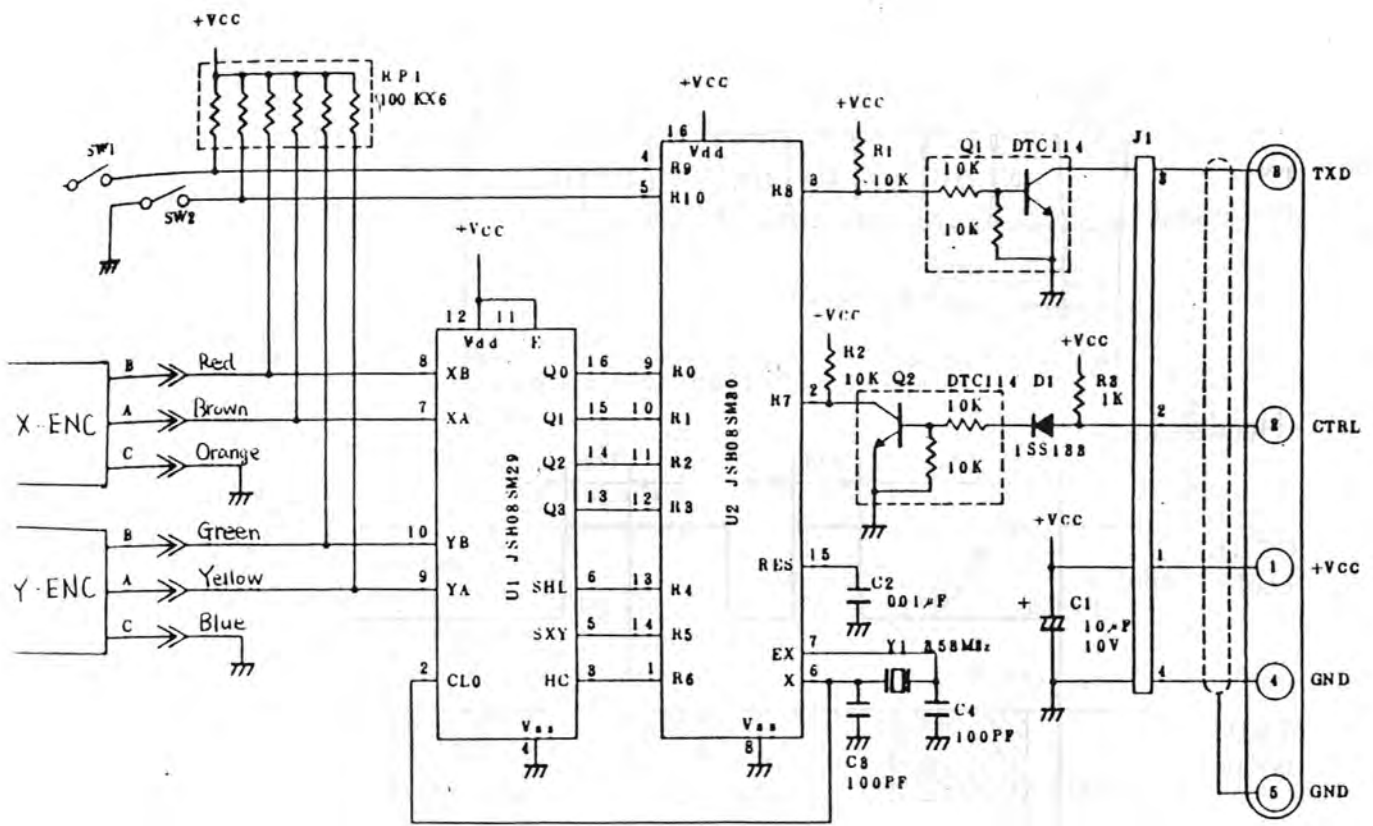 +VCC
RP1
100 KX6
SW1
SW2
+VCC
16
Vdd
4
R9
5
R10
+VCC
R1
10K
R8
3
Q1
DTC114
10K
10K
J1
3
TXD
+VCC
12
11
Vdd
E
X-ENC
B
Red
8
XB
Q0
16
9
R0
A
Brown
7
XA
Q1
15
10
R1
C
Orange
Q2
14
11
R2
Q3
13
12
R3
-VCC
R2
10K
R7
2
Q2
DTC114
10K
10K
D1
1SS133
+VCC
R3
1K
2
2
CTRL
Y-ENC
B
Green
10
YB
A
Yellow
9
YA
SHL
6
13
R4
C
Blue
SXY
5
14
R5
2
CLO
HC
3
1
R6
U1 JSH08SM29
Vss
4
U2 JSH08SM30
Vss
8
RES
15
C2
001µF
EX
7
X
6
Y1
3.58MHz
C3
100PF
C4
100PF
+VCC
+
C1
10µF
10V
1
1
+VCC
4
4
GND
5
GND